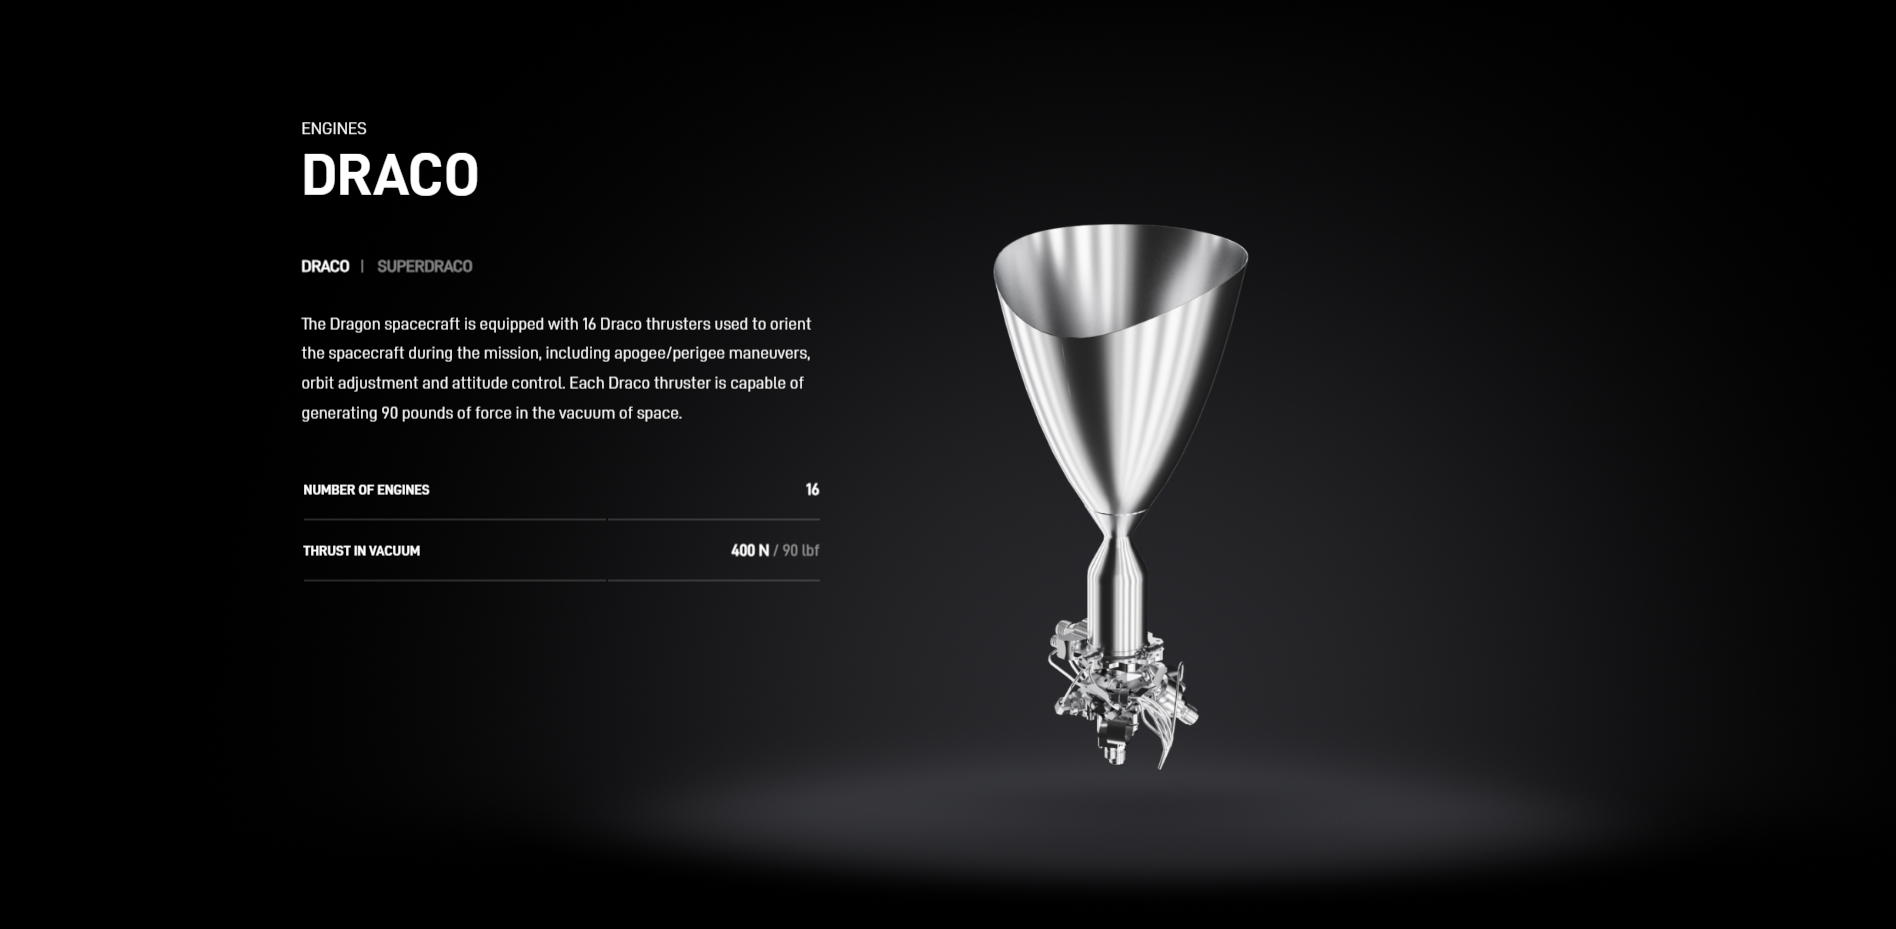 ENGINES
DRACO
DRACO | SUPERDRACO
The Dragon spacecraft is equipped with 16 Draco thrusters used to orient
the spacecraft during the mission, including apogee/perigee maneuvers,
orbit adjustment and attitude control. Each Draco thruster is capable of
generating 90 pounds of force in the vacuum of space.
NUMBER OF ENGINES 16
THRUST IN VACUUM 400 N / 90 lbf